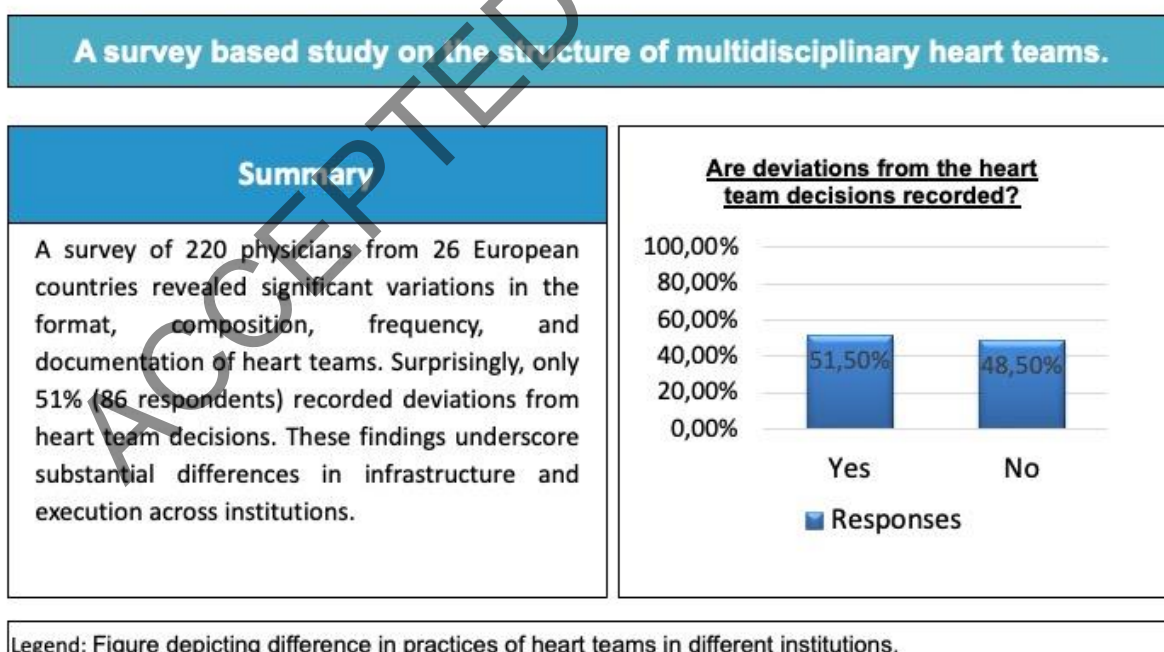 A survey based study on the structure of multidisciplinary heart teams.
Summary
A survey of 220 physicians from 26 European
countries revealed significant variations in the
format, composition, frequency, and
documentation of heart teams. Surprisingly, only
51% (86 respondents) recorded deviations from
heart team decisions. These findings underscore
substantial differences in infrastructure and
execution across institutions.
Are deviations from the heart
team decisions recorded?
100,00%
80,00%
60,00%
40,00%
20,00%
0,00%
51,50%
48,50%
Yes No
Responses
Legend: Figure depicting difference in practices of heart teams in different institutions.
ACCEPTED